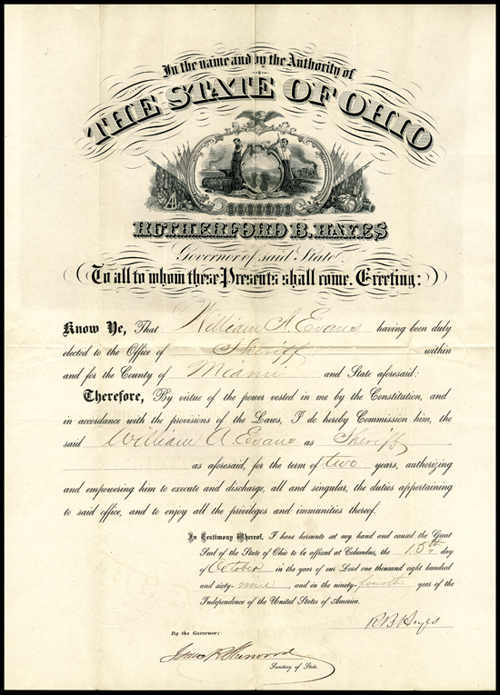 In the name and by the Authority of
THE STATE OF OHIO
RUTHERFORD B. HAYES
Governor of said State.
To all to whom these Presents shall come, Greeting:
Know Ye, That William A. Evans having been duly
elected to the Office of Sheriff within
and for the County of Miami and State aforesaid:
Therefore, By virtue of the power vested in me by the Constitution, and
in accordance with the provisions of the Laws, I do hereby Commission him, the
said William A. Evans as Sheriff
as aforesaid, for the term of two years, authorizing
and empowering him to execute and discharge, all and singular, the duties appertaining
to said office, and to enjoy all the privileges and immunities thereof.
In Testimony Whereof, I have hereunto set my hand and caused the Great
Seal of the State of Ohio to be affixed at Columbus, the 15th day
of October in the year of our Lord one thousand eight hundred
and sixty-nine and in the ninety-fourth year of the
Independence of the United States of America.
R B Hayes
By the Governor:
Isaac R. Sherwood
Secretary of State.